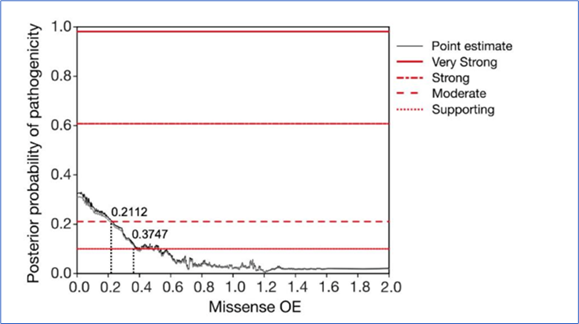 Posterior probability of pathogenicity
1.0
0.8
0.6
0.4
0.2
0.0
0.2112
0.3747
0.0 0.2 0.4 0.6 0.8 1.0 1.2 1.4 1.6 1.8 2.0
Missense OE
Point estimate
Very Strong
Strong
Moderate
Supporting